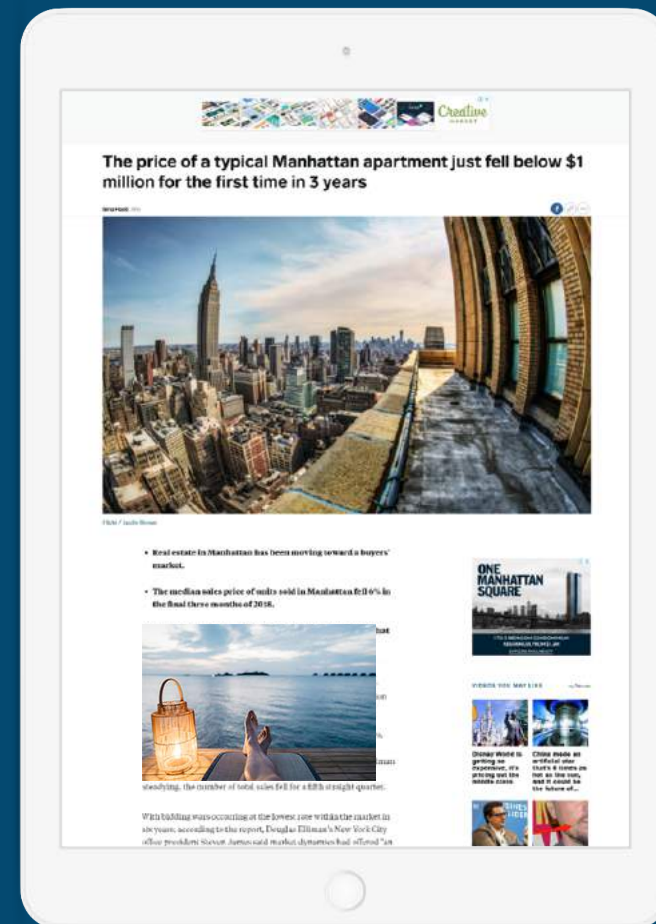 Creative
MARKET
The price of a typical Manhattan apartment just fell below $1
million for the first time in 3 years
• Real estate in Manhattan has been moving toward a buyers'
market.
• The median sales price of units sold in Manhattan fell 6% in
the final three months of 2018.
hat
steadying, the number of total sales fell for a fifth straight quarter.
With bidding wars occurring at the lowest rate within the market in
six years, according to the report, Douglas Elliman's New York City
office president Steven James said market dynamics had offered "an
ONE
MANHATTAN
SQUARE
VIDEOS YOU MAY LIKE
Disney World is
getting so
expensive, it's
pricing out the
middle class
China made an
artificial star
that's 6 times as
hot as the sun,
and it could be
the future of...